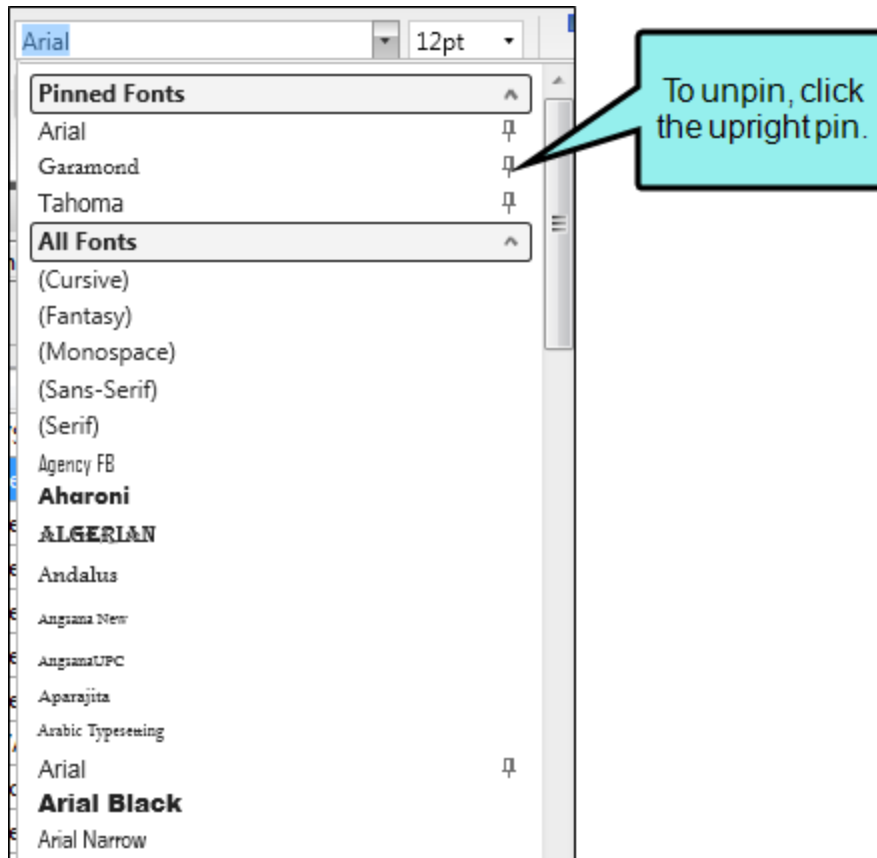 Arial 12pt
To unpin, click
the upright pin.
Pinned Fonts
Arial
Garamond
Tahoma
All Fonts
(Cursive)
(Fantasy)
(Monospace)
(Sans-Serif)
(Serif)
Agency FB
Aharoni
ALGERIAN
Andalus
Angsana New
AngsanaUPC
Aparajita
Arabic Typesetting
Arial
Arial Black
Arial Narrow